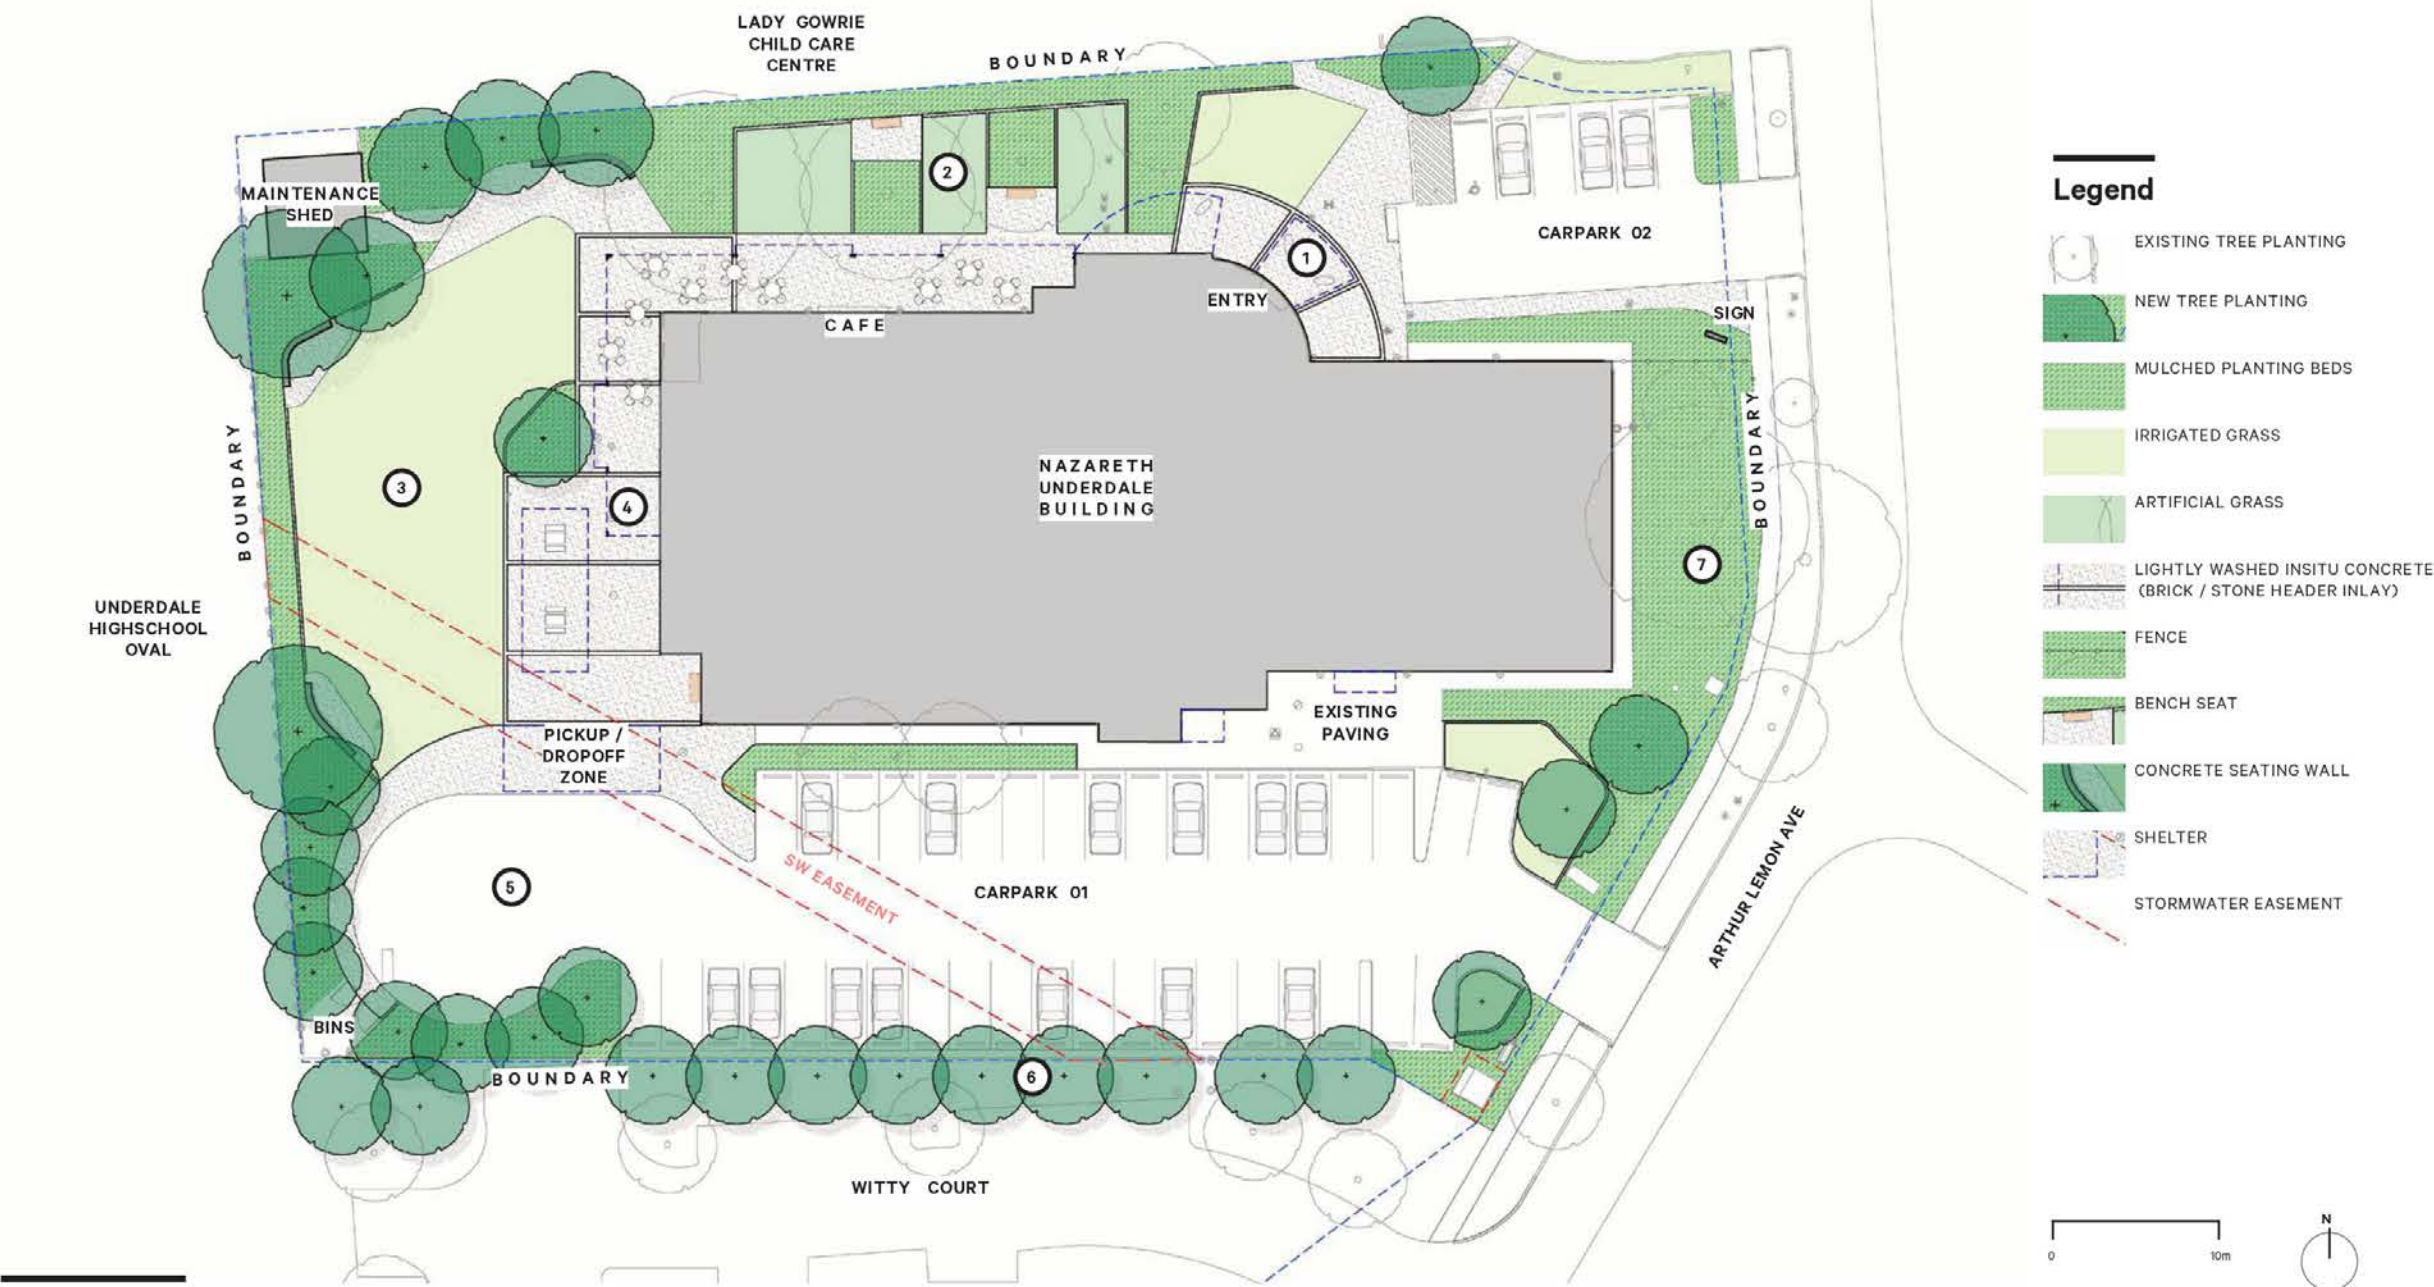 LADY GOWRIE
CHILD CARE
CENTRE
BOUNDARY
MAINTENANCE
SHED
2
CARPARK 02
1
ENTRY
SIGN
CAFE
BOUNDARY
BOUNDARY
3
4
NAZARETH
UNDERDALE
BUILDING
7
UNDERDALE
HIGHSCHOOL
OVAL
PICKUP /
DROPOFF
ZONE
EXISTING
PAVING
SW EASEMENT
CARPARK 01
5
ARTHUR LEMON AVE
BINS
BOUNDARY
6
WITTY COURT
Legend
EXISTING TREE PLANTING
NEW TREE PLANTING
MULCHED PLANTING BEDS
IRRIGATED GRASS
ARTIFICIAL GRASS
LIGHTLY WASHED INSITU CONCRETE
(BRICK / STONE HEADER INLAY)
FENCE
BENCH SEAT
CONCRETE SEATING WALL
SHELTER
STORMWATER EASEMENT
0 10m
N